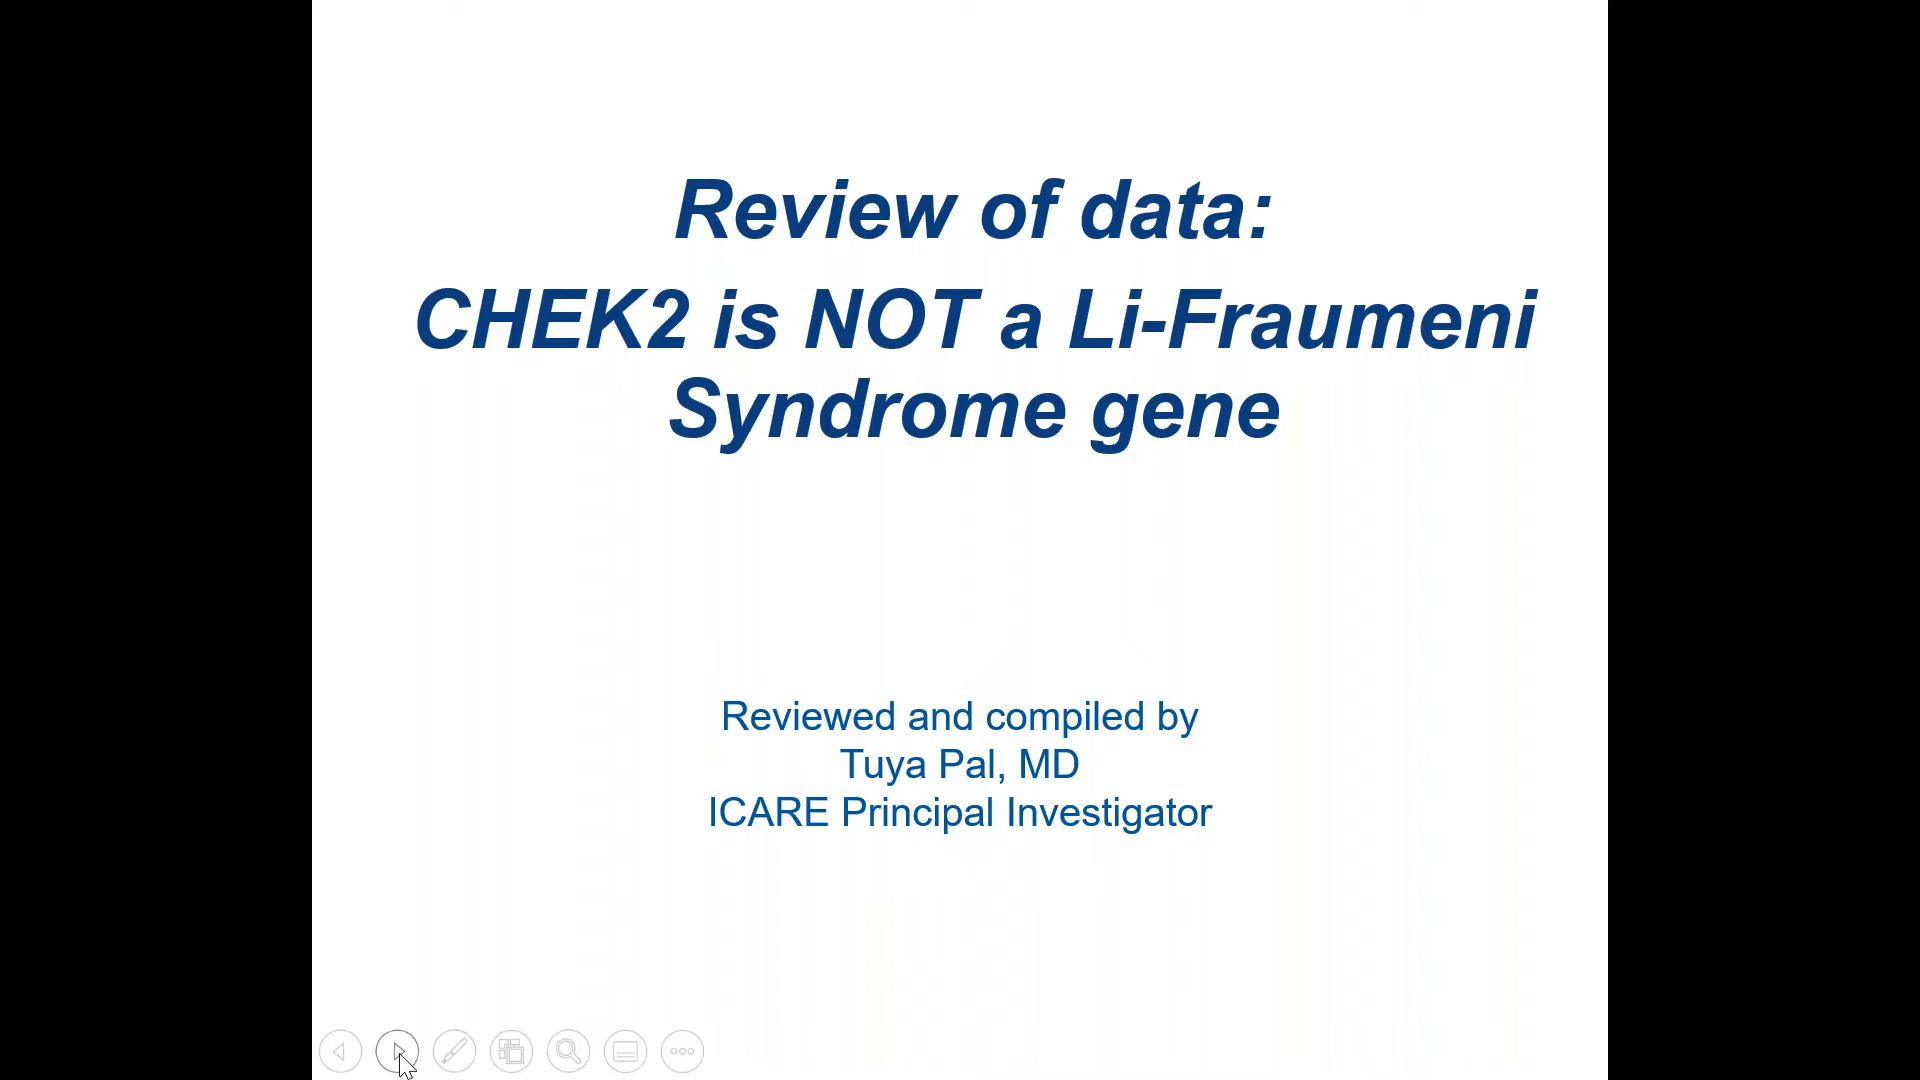 Review of data:
CHEK2 is NOT a Li-Fraumeni
Syndrome gene
Reviewed and compiled by
Tuya Pal, MD
ICARE Principal Investigator